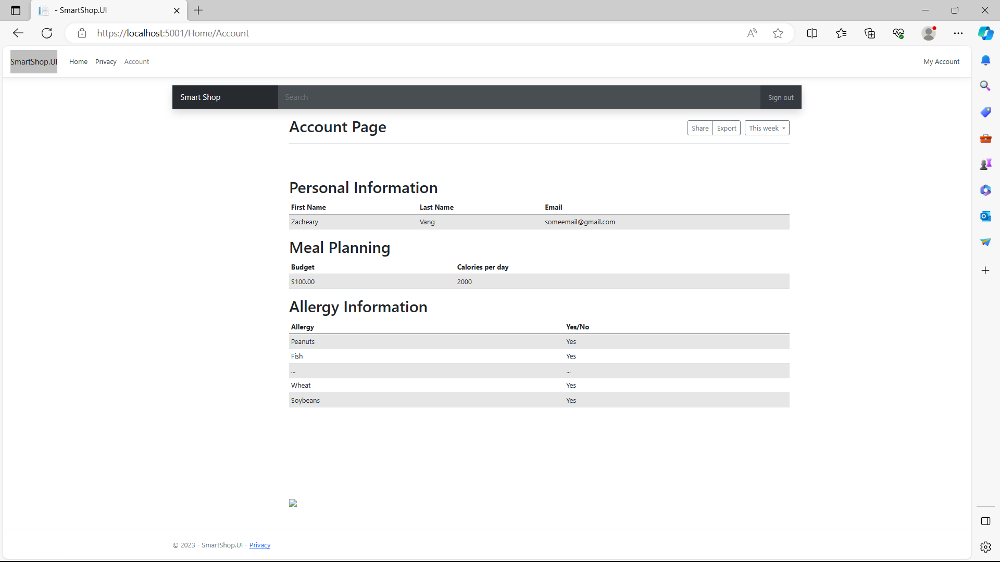 - SmartShop.UI
https://localhost:5001/Home/Account
SmartShop.UI Home Privacy Account My Account
Smart Shop Search Sign out
Account Page Share Export This week
Personal Information
First Name Last Name Email
Zacheary Vang someemail@gmail.com
Meal Planning
Budget Calories per day
$100.00 2000
Allergy Information
Allergy Yes/No
Peanuts Yes
Fish Yes
... ...
Wheat Yes
Soybeans Yes
© 2023 - SmartShop.UI - Privacy